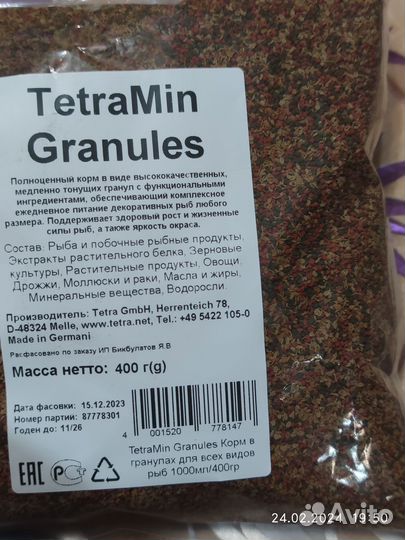 TetraMin
Granules
Полноценный корм в виде высококачественных,
медленно тонущих гранул с функциональными
ингредиентами, обеспечивающий комплексное
ежедневное питание декоративных рыб любого
размера. Поддерживает здоровый рост и жизненные
силы рыб, а также яркость окраса.
Состав. Рыба и побочные рыбные продукты,
Экстракты растительного белка, Зерновые
культуры, Растительные продукты, Овощи,
Дрожжи, Моллюски и раки, Масла и жиры,
Минеральные вещества, Водоросли.
Производитель: Tetra GmbH, Herrenteich 78,
D-48324 Melle, www.tetra.net, Tel.: +49 5422 105-0
Made in Germani
Расфасовано по заказу ИП Бикбулатов Я.В
Масса нетто: 400 г(g)
Дата фасовки: 15.12.2023
Номер партии: 87778301
Годен до: 11/26
4 001520 778147
TetraMin Granules Корм в
гранулах для всех видов
рыб 1000мл/400гр
ЕАС РСт
24.02.2024 19:50
Avito